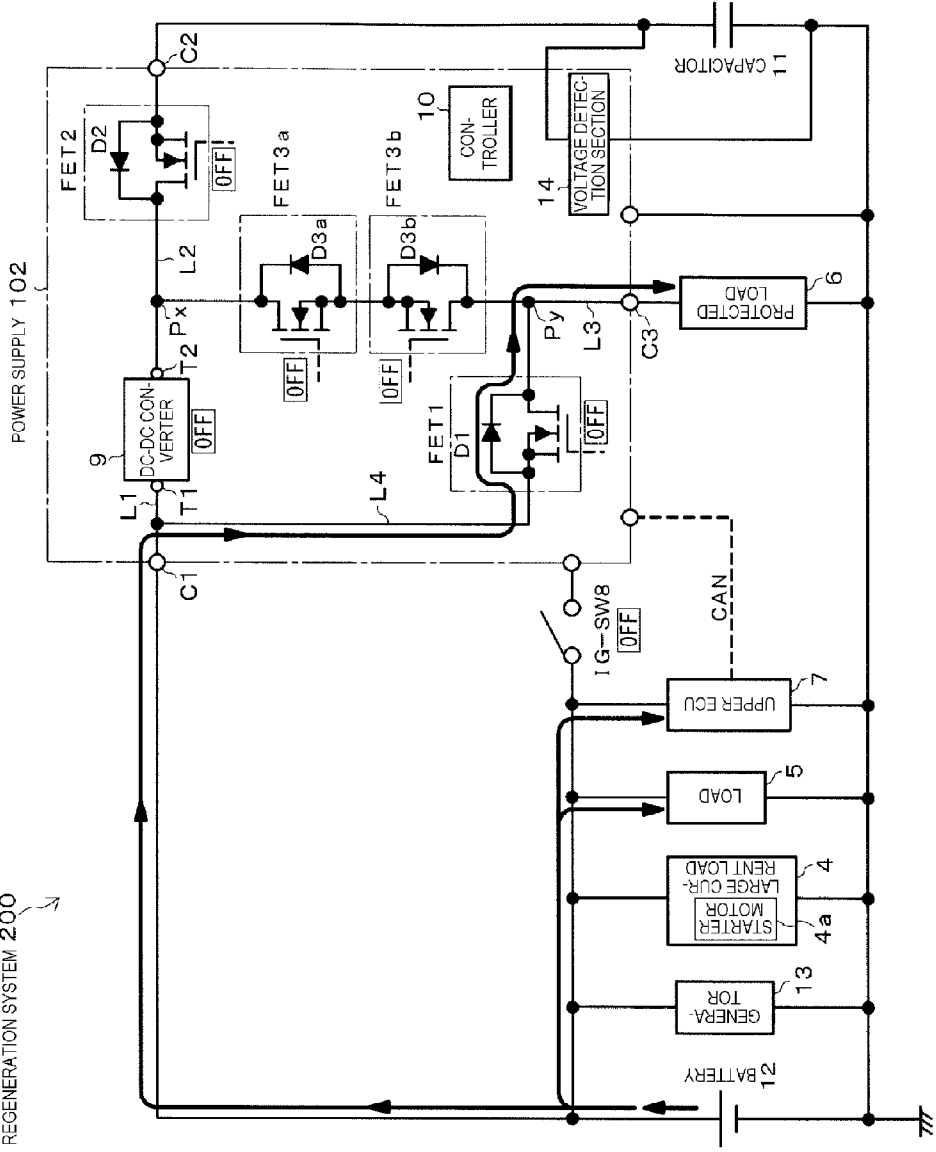 REGENERATION SYSTEM 200
POWER SUPPLY 102
C1
L1
T1
9
DC-DC CON-
VERTER
OFF
T2
Px
L2
FET2
D2
OFF
C2
L4
FET3a
D3a
OFF
FET3b
D3b
OFF
10
CON-
TROLLER
FET1
D1
OFF
Py
L3
C3
14
VOLTAGE DETEC-
TION SECTION
CAPACITOR
11
IG-SW8
OFF
CAN
BATTERY
12
GENERA-
TOR
13
LARGE CUR-
RENT LOAD
STARTER
MOTOR
4
4a
LOAD
5
UPPER ECU
7
PROTECTED
LOAD
6